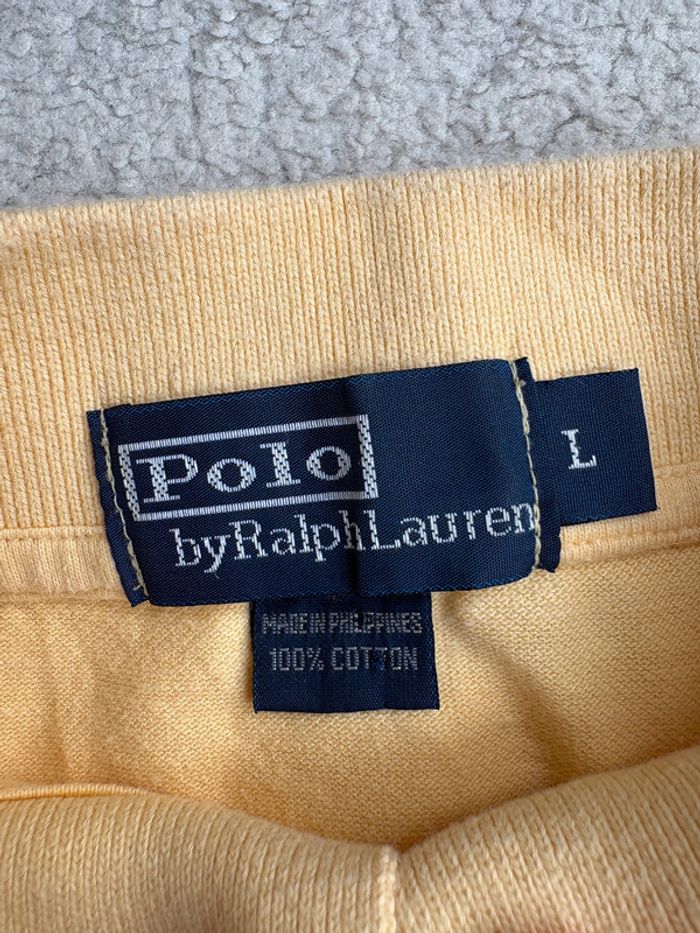 Polo
L
byRalphLauren
MADE IN PHILIPPINES
100% COTTON